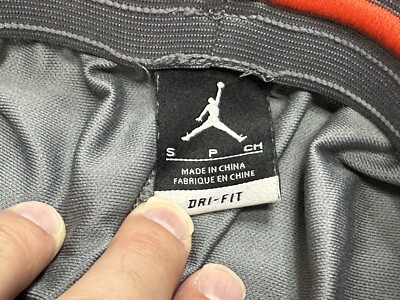 S P CH
MADE IN CHINA
FABRIQUE EN CHINE
DRI-FIT